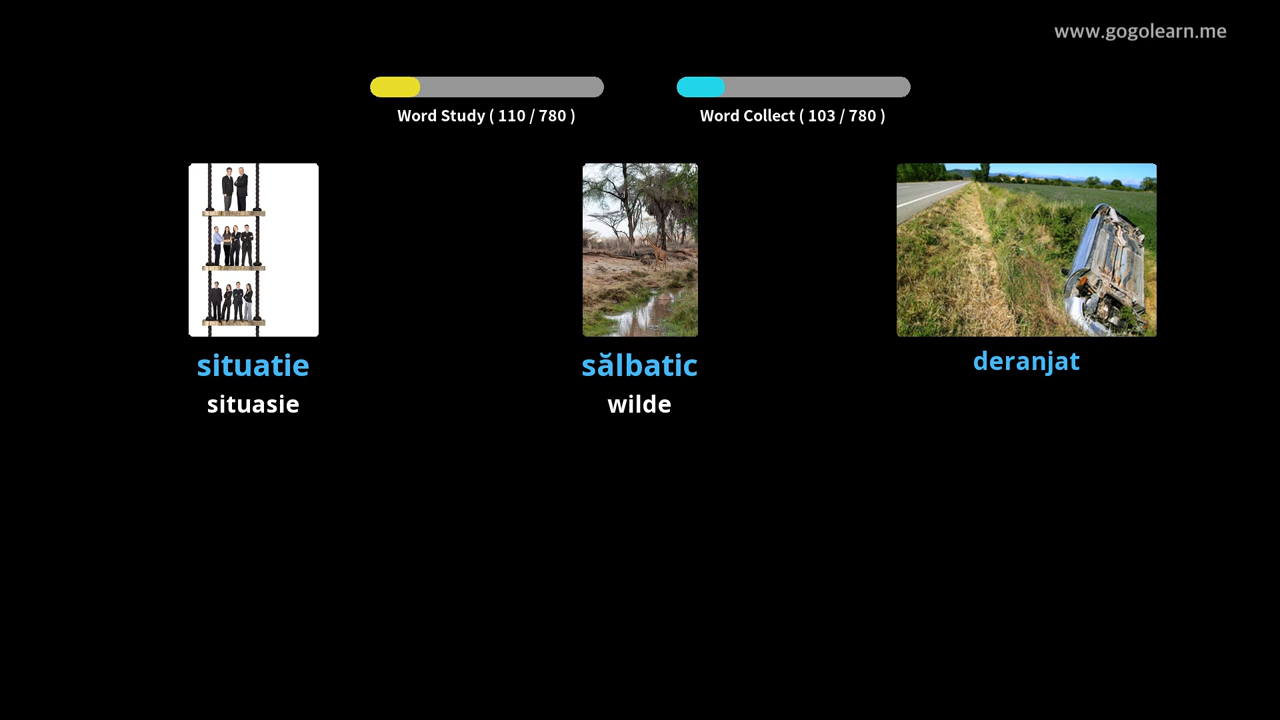 www.gogolearn.me
Word Study ( 110 / 780 )
Word Collect ( 103 / 780 )
situatie
situasie
sălbatic
wilde
deranjat